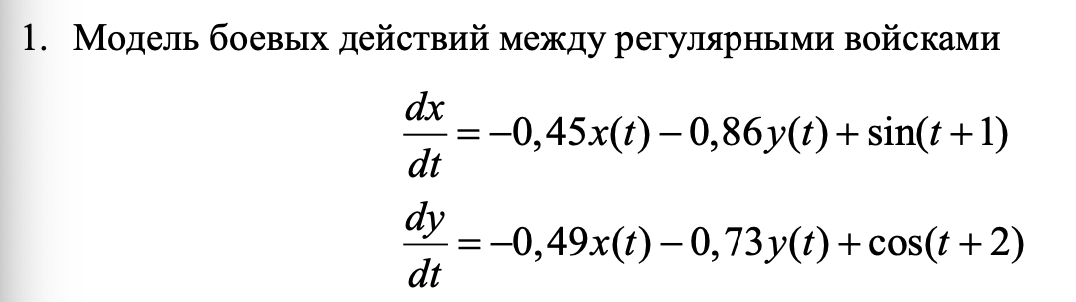 1. Модель боевых действий между регулярными войсками
dx/dt = –0,45x(t) – 0,86y(t) + sin(t + 1)
dy/dt = –0,49x(t) – 0,73y(t) + cos(t + 2)